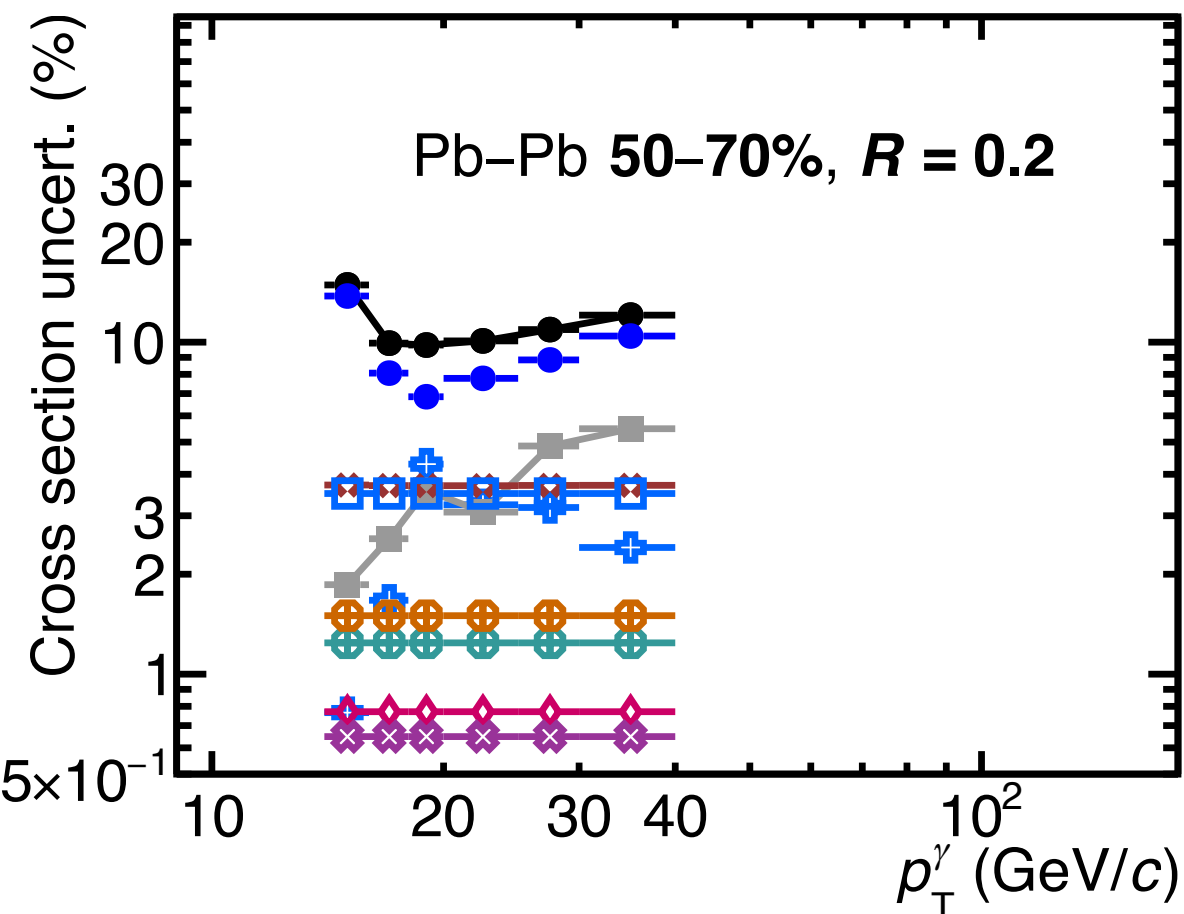 Cross section uncert. (%)
Pb–Pb 50–70%, R = 0.2
30
20
10
3
2
1
5×10⁻¹
10 20 30 40 10²
p_T^γ (GeV/c)